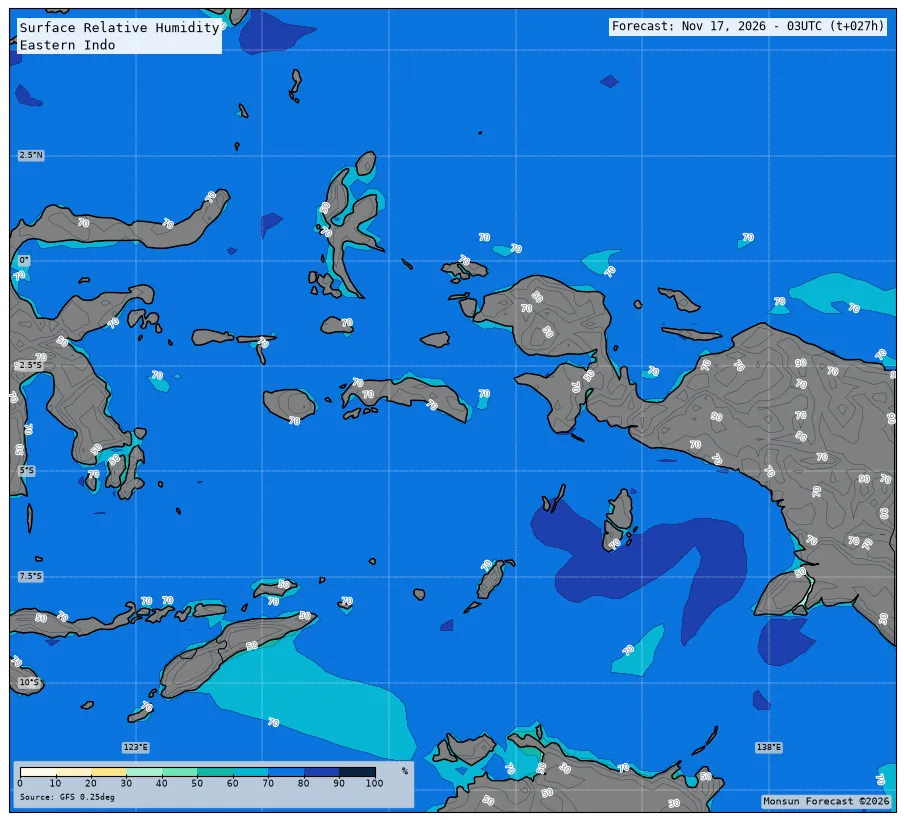 Surface Relative Humidity
Eastern Indo
Forecast: Nov 17, 2026 - 03UTC (t+027h)
2.5°N
0°
2.5°S
5°S
7.5°S
10°S
123°E
138°E
0 10 20 30 40 50 60 70 80 90 100 %
Source: GFS 0.25deg
Monsun Forecast ©2026